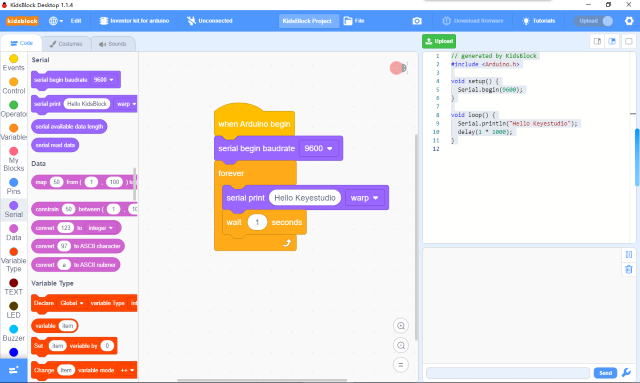 KidsBlock Desktop 1.1.4
kidsblock Edit Inventor kit for arduino Unconnected KidsBlock Project File Download firmware Tutorials Upload
Code Costumes Sounds
Upload
Events
Control
Operator
Variables
My
Blocks
Pins
Serial
Data
Variable
Type
TEXT
LED
Buzzer
Serial
serial begin baudrate 9600
serial print Hello KidsBlock warp
serial available data length
serial read data
Data
map 50 from ( 1 , 100 ) to
constrain 50 between ( 1 , 10
convert 123 to integer
convert 97 to ASCII character
convert a to ASCII number
Variable Type
Declare Global variable Type int
variable item
Set item variable by 0
Change item variable mode ++
when Arduino begin
serial begin baudrate 9600
forever
serial print Hello Keyestudio warp
wait 1 seconds
1 // generated by KidsBlock
2 #include <Arduino.h>
3
4 void setup() {
5 Serial.begin(9600);
6 }
7
8 void loop() {
9 Serial.println("Hello Keyestudio");
10 delay(1 * 1000);
11 }
12
Send